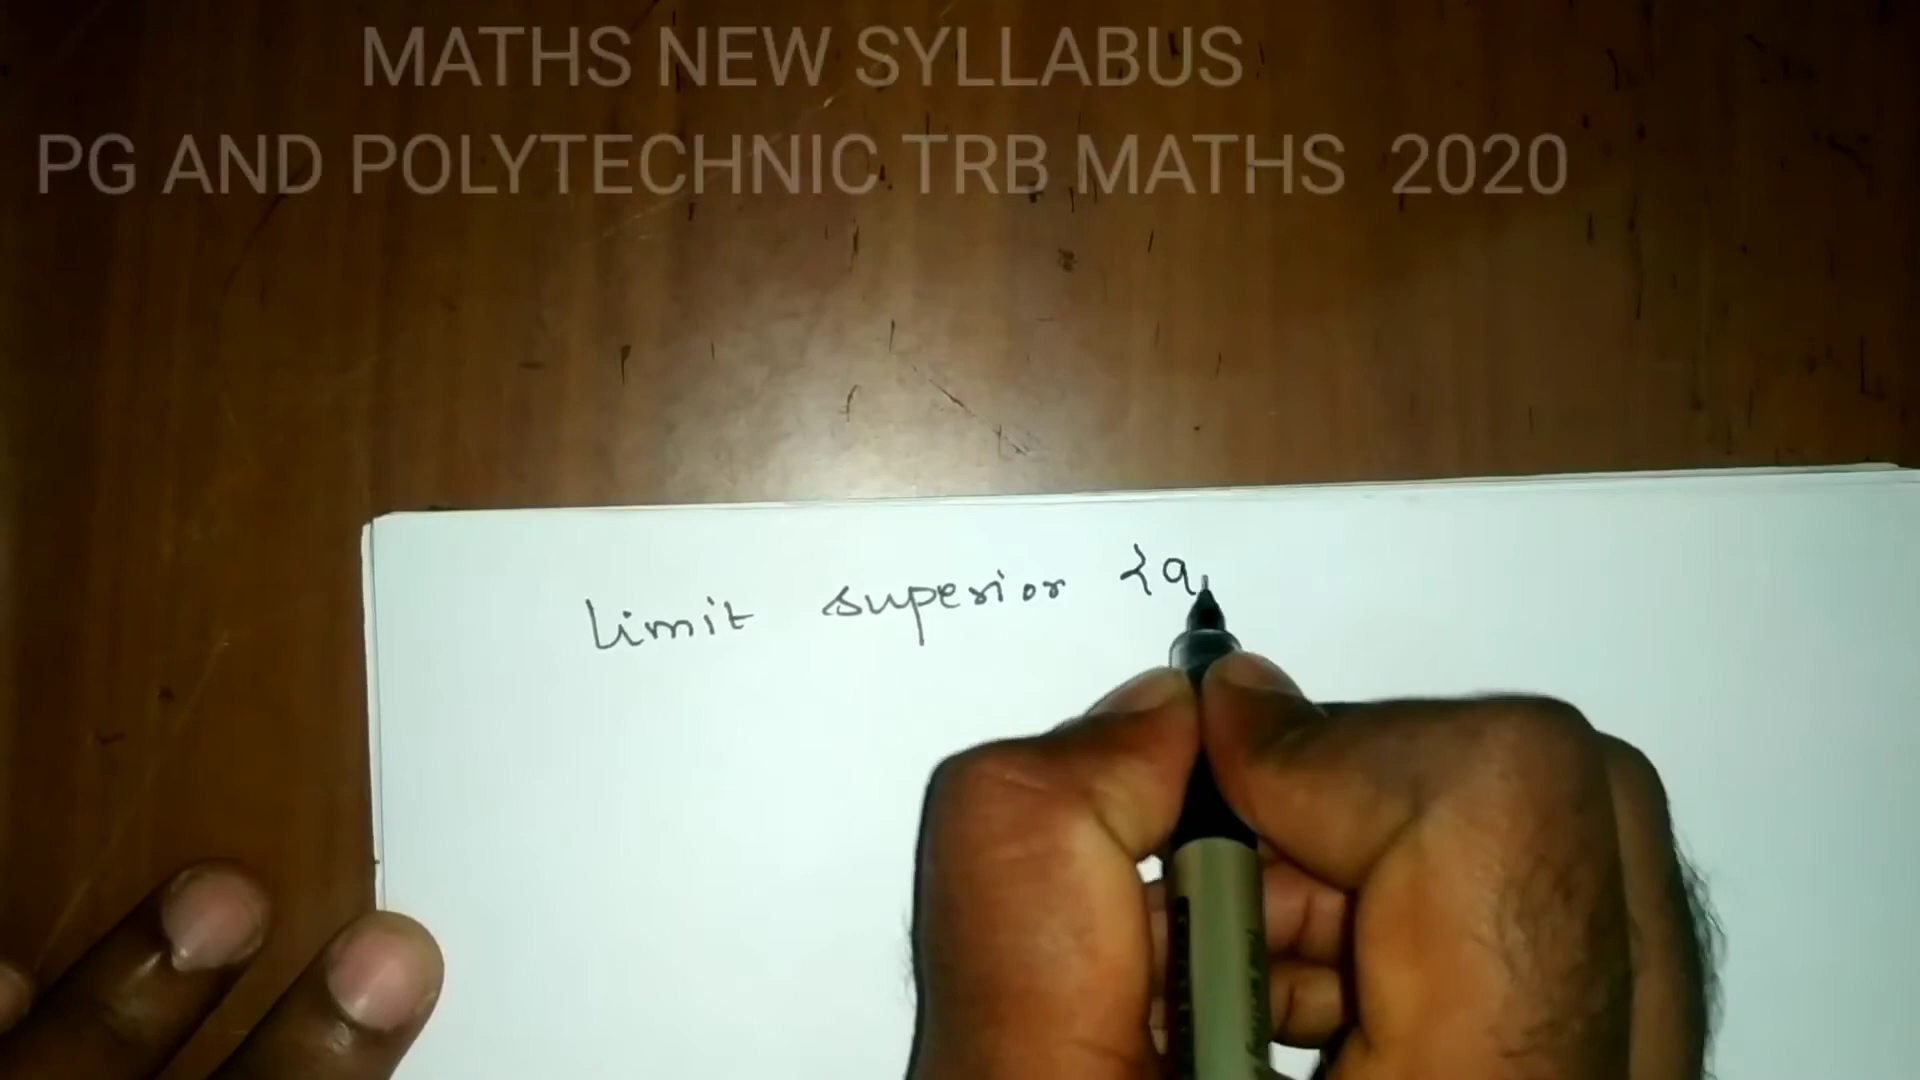 MATHS NEW SYLLABUS
PG AND POLYTECHNIC TRB MATHS 2020
Limit superior {a